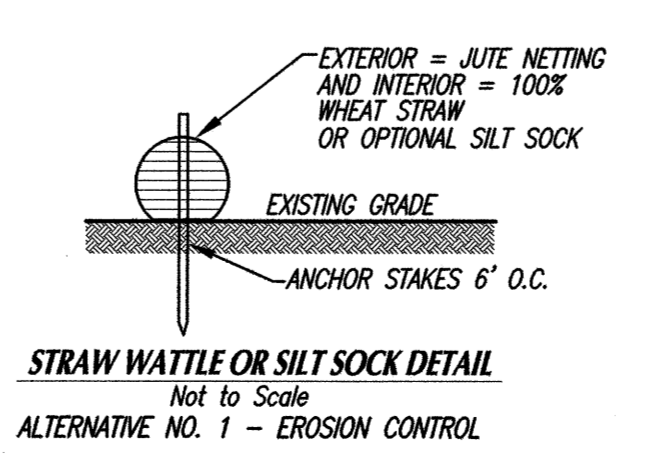 EXTERIOR = JUTE NETTING
AND INTERIOR = 100%
WHEAT STRAW
OR OPTIONAL SILT SOCK
EXISTING GRADE
ANCHOR STAKES 6' O.C.
STRAW WATTLE OR SILT SOCK DETAIL
Not to Scale
ALTERNATIVE NO. 1 - EROSION CONTROL